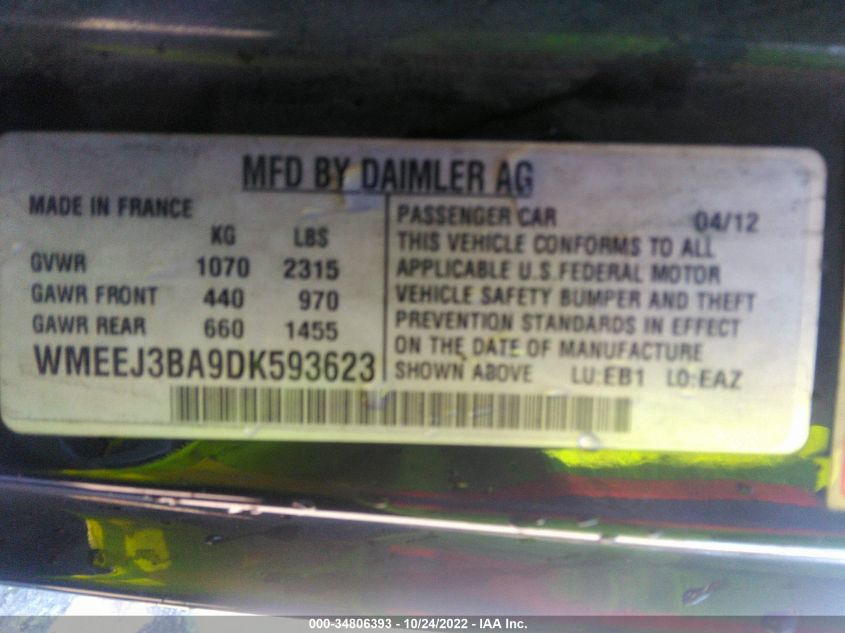 MFD BY DAIMLER AG
MADE IN FRANCE
KG LBS
GVWR 1070 2315
GAWR FRONT 440 970
GAWR REAR 660 1455
WMEEJ3BA9DK593623
PASSENGER CAR 04/12
THIS VEHICLE CONFORMS TO ALL
APPLICABLE U.S.FEDERAL MOTOR
VEHICLE SAFETY BUMPER AND THEFT
PREVENTION STANDARDS IN EFFECT
ON THE DATE OF MANUFACTURE
SHOWN ABOVE LU:EB1 LO:EAZ
000-34806393 - 10/24/2022 - IAA Inc.